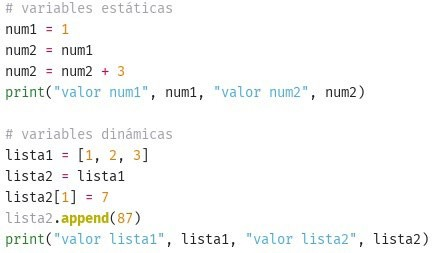 # variables estáticas
num1 = 1
num2 = num1
num2 = num2 + 3
print("valor num1", num1, "valor num2", num2)

# variables dinámicas
lista1 = [1, 2, 3]
lista2 = lista1
lista2[1] = 7
lista2.append(87)
print("valor lista1", lista1, "valor lista2", lista2)